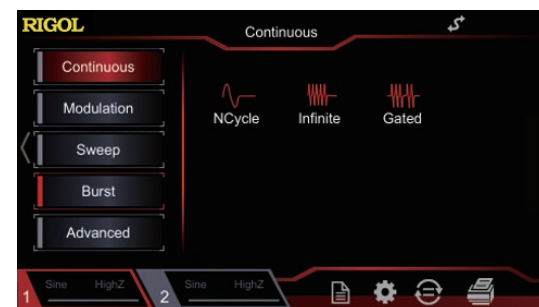 RIGOL
Continuous
Continuous
Modulation
Sweep
Burst
Advanced
NCycle Infinite Gated
1 Sine HighZ 2 Sine HighZ